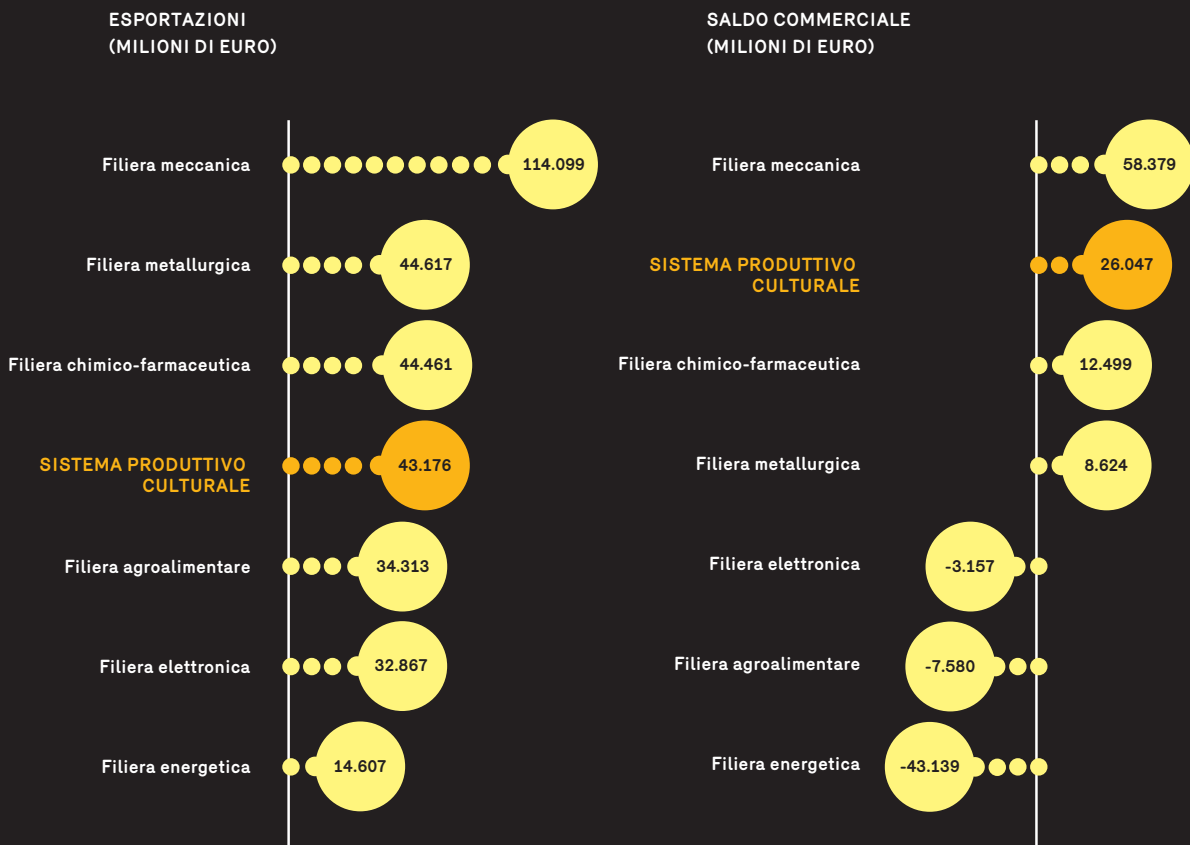 ESPORTAZIONI
(MILIONI DI EURO)
Filiera meccanica
114.099
Filiera metallurgica
44.617
Filiera chimico-farmaceutica
44.461
SISTEMA PRODUTTIVO
CULTURALE
43.176
Filiera agroalimentare
34.313
Filiera elettronica
32.867
Filiera energetica
14.607
SALDO COMMERCIALE
(MILIONI DI EURO)
Filiera meccanica
58.379
SISTEMA PRODUTTIVO
CULTURALE
26.047
Filiera chimico-farmaceutica
12.499
Filiera metallurgica
8.624
Filiera elettronica
-3.157
Filiera agroalimentare
-7.580
Filiera energetica
-43.139